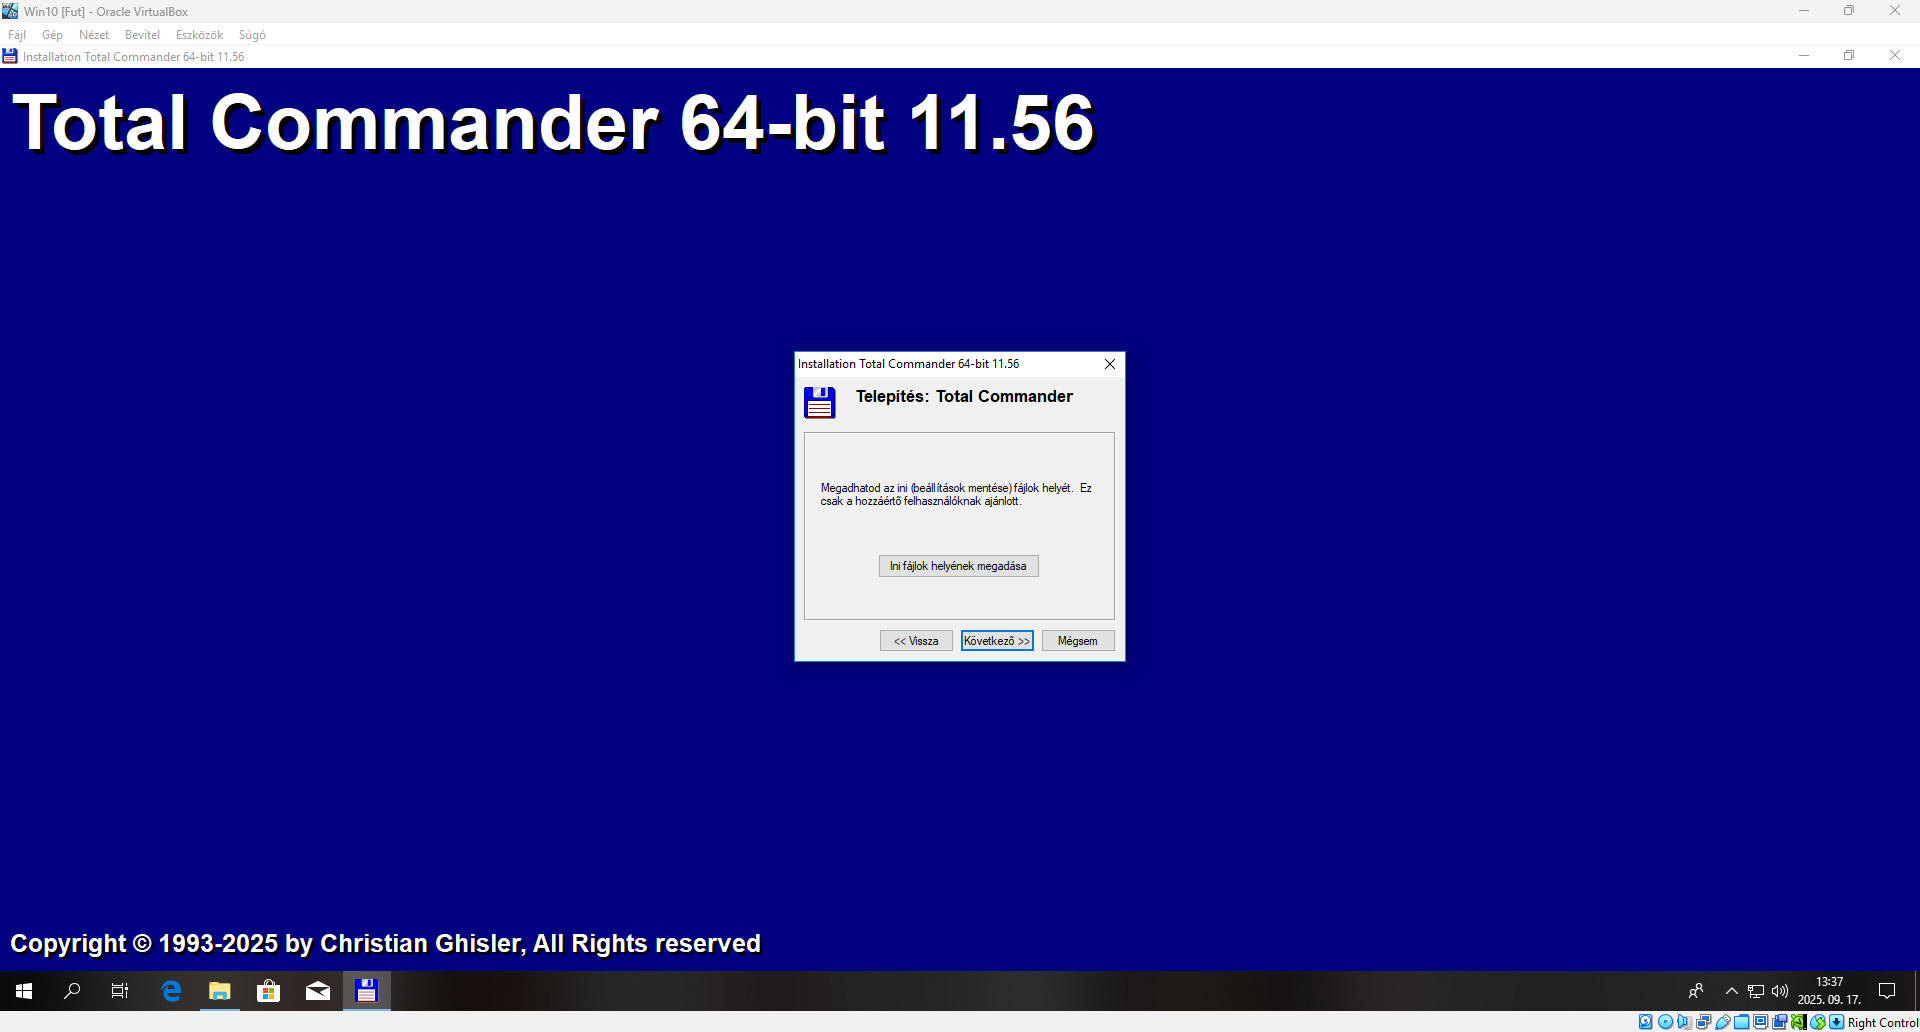 Win10 [Fut] - Oracle VirtualBox
Fájl Gép Nézet Bevitel Eszközök Súgó
Installation Total Commander 64-bit 11.56
Total Commander 64-bit 11.56
Installation Total Commander 64-bit 11.56
Telepítés: Total Commander
Megadhatod az ini (beállítások mentése) fájlok helyét. Ez
csak a hozzáértõ felhasználóknak ajánlott.
Ini fájlok helyének megadása
<< Vissza Következõ >> Mégsem
Copyright © 1993-2025 by Christian Ghisler, All Rights reserved
13:37
2025. 09. 17.
Right Control